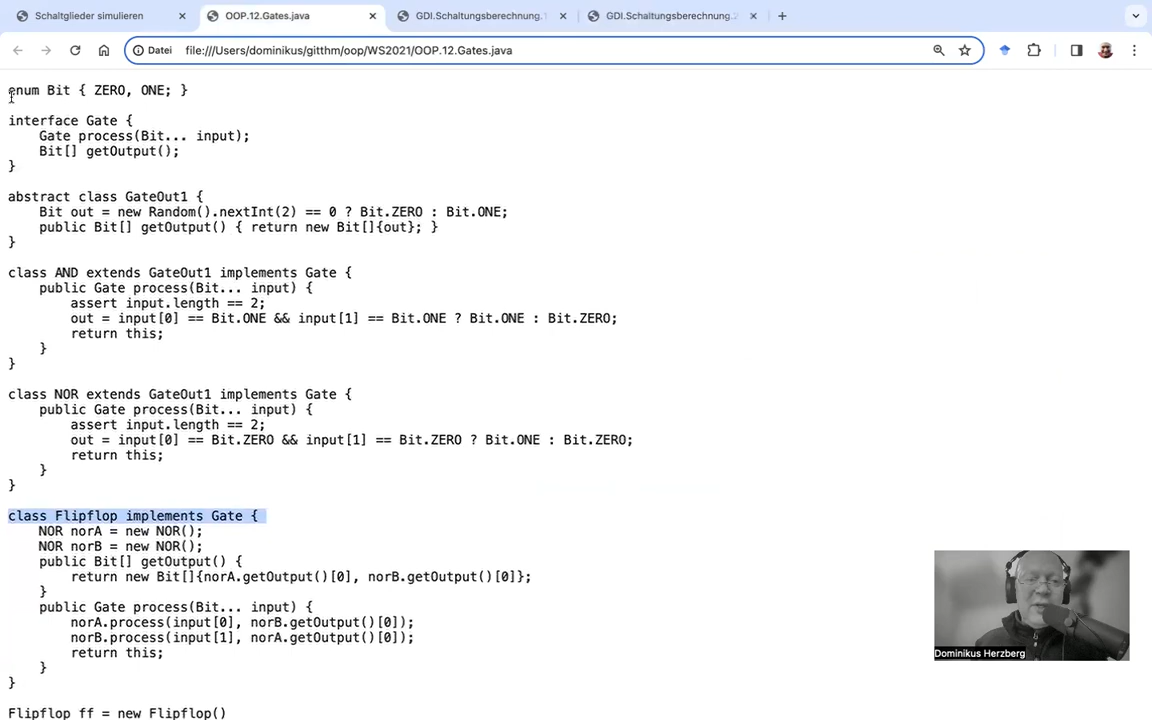 Schaltglieder simulieren
OOP.12.Gates.java
GDI.Schaltungsberechnung.1
GDI.Schaltungsberechnung.2
Datei
file:///Users/dominikus/gitthm/oop/WS2021/OOP.12.Gates.java
enum Bit { ZERO, ONE; }
interface Gate {
Gate process(Bit... input);
Bit[] getOutput();
}
abstract class GateOut1 {
Bit out = new Random().nextInt(2) == 0 ? Bit.ZERO : Bit.ONE;
public Bit[] getOutput() { return new Bit[]{out}; }
}
class AND extends GateOut1 implements Gate {
public Gate process(Bit... input) {
assert input.length == 2;
out = input[0] == Bit.ONE && input[1] == Bit.ONE ? Bit.ONE : Bit.ZERO;
return this;
}
}
class NOR extends GateOut1 implements Gate {
public Gate process(Bit... input) {
assert input.length == 2;
out = input[0] == Bit.ZERO && input[1] == Bit.ZERO ? Bit.ONE : Bit.ZERO;
return this;
}
}
class Flipflop implements Gate {
NOR norA = new NOR();
NOR norB = new NOR();
public Bit[] getOutput() {
return new Bit[]{norA.getOutput()[0], norB.getOutput()[0]};
}
public Gate process(Bit... input) {
norA.process(input[0], norB.getOutput()[0]);
norB.process(input[1], norA.getOutput()[0]);
return this;
}
}
Flipflop ff = new Flipflop()
Dominikus Herzberg